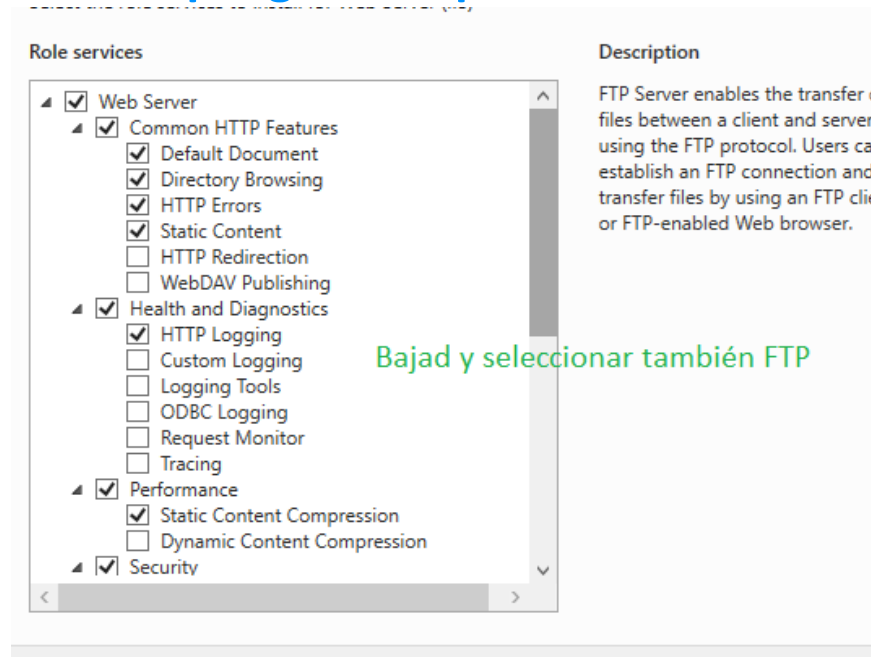 Role services
Web Server
Common HTTP Features
Default Document
Directory Browsing
HTTP Errors
Static Content
HTTP Redirection
WebDAV Publishing
Health and Diagnostics
HTTP Logging
Custom Logging
Logging Tools
ODBC Logging
Request Monitor
Tracing
Performance
Static Content Compression
Dynamic Content Compression
Security
Bajad y seleccionar también FTP
Description
FTP Server enables the transfer
files between a client and server
using the FTP protocol. Users
establish an FTP connection and
transfer files by using an FTP
or FTP-enabled Web browser.